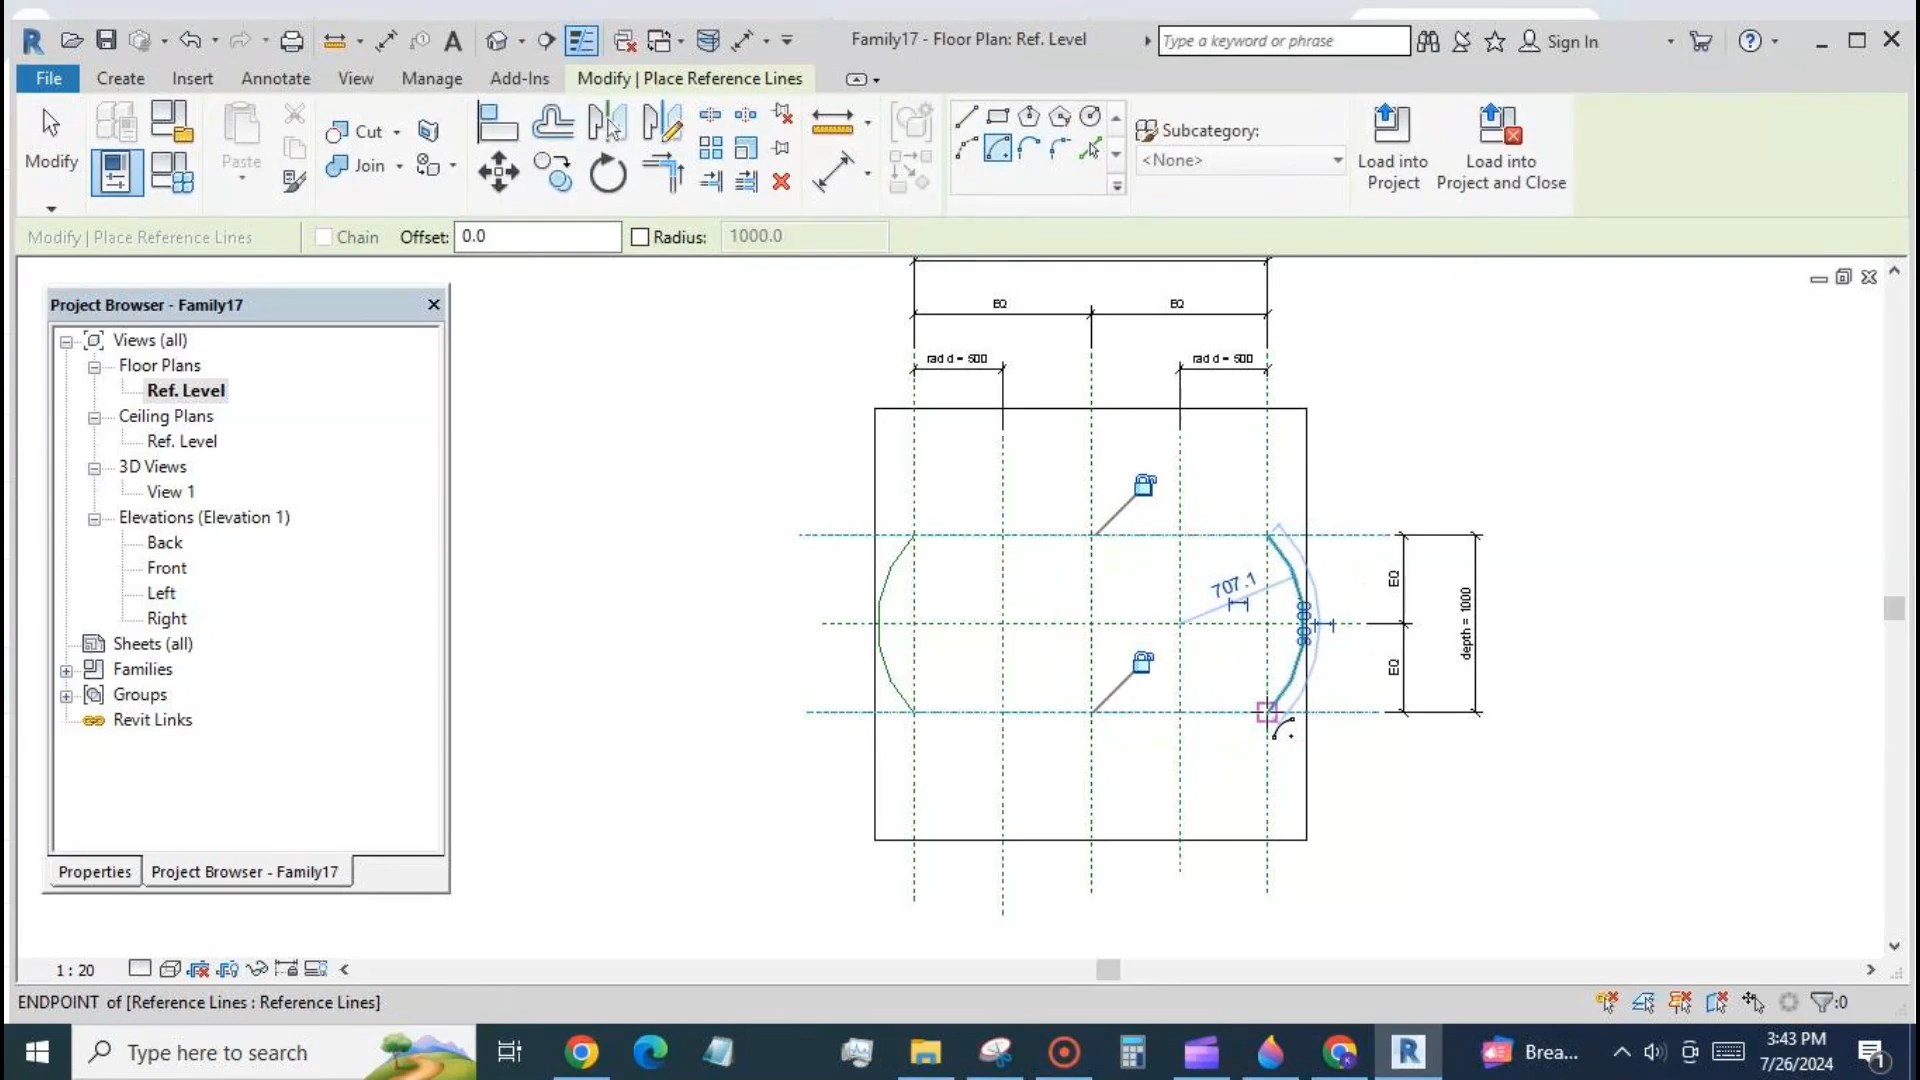 Family17 - Floor Plan: Ref. Level
Type a keyword or phrase
Sign In
File
Create
Insert
Annotate
View
Manage
Add-Ins
Modify | Place Reference Lines
Modify
Paste
Cut
Join
Subcategory:
<None>
Load into
Project
Load into
Project and Close
Modify | Place Reference Lines
Chain
Offset:
0.0
Radius:
1000.0
Project Browser - Family17
Views (all)
Floor Plans
Ref. Level
Ceiling Plans
Ref. Level
3D Views
View 1
Elevations (Elevation 1)
Back
Front
Left
Right
Sheets (all)
Families
Groups
Revit Links
Properties
Project Browser - Family17
EQ
EQ
rad d = 500
rad d = 500
707.1
EQ
EQ
depth = 1000
1 : 20
ENDPOINT of [Reference Lines : Reference Lines]
:0
Type here to search
Brea...
3:43 PM
7/26/2024
1